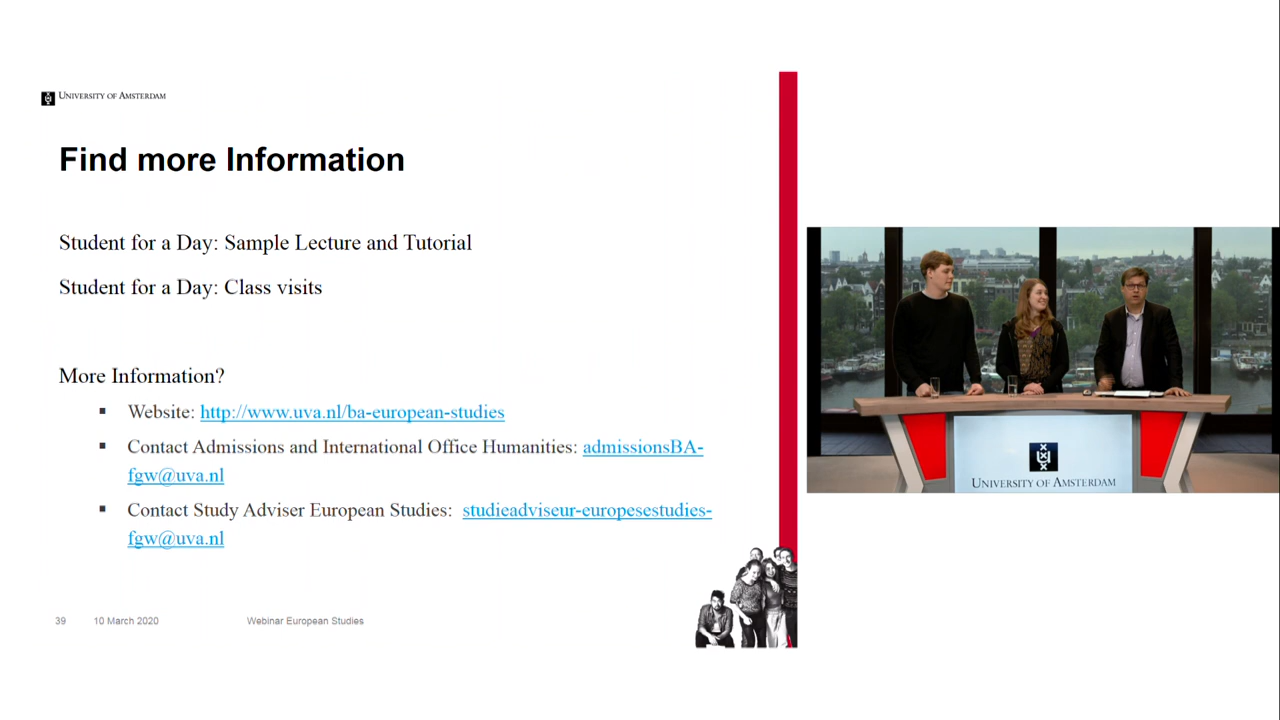 UNIVERSITY OF AMSTERDAM
Find more Information
Student for a Day: Sample Lecture and Tutorial
Student for a Day: Class visits
More Information?
▪ Website: http://www.uva.nl/ba-european-studies
▪ Contact Admissions and International Office Humanities: admissionsBA-
fgw@uva.nl
▪ Contact Study Adviser European Studies: studieadviseur-europesestudies-
fgw@uva.nl
39 10 March 2020 Webinar European Studies
UNIVERSITY OF AMSTERDAM